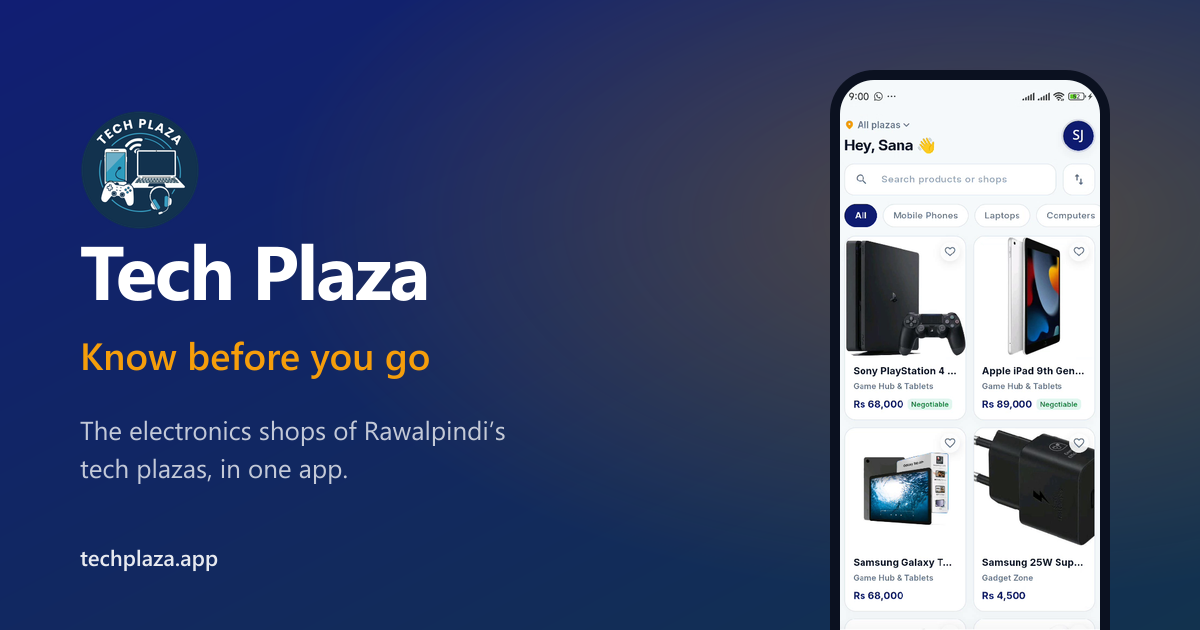 TECH PLAZA
Tech Plaza
Know before you go
The electronics shops of Rawalpindi’s
tech plazas, in one app.
techplaza.app
9:00
All plazas
SJ
Hey, Sana 👋
Search products or shops
All
Mobile Phones
Laptops
Computers
Sony PlayStation 4 ...
Game Hub & Tablets
Rs 68,000 Negotiable
Apple iPad 9th Gen...
Game Hub & Tablets
Rs 89,000 Negotiable
Samsung Galaxy T...
Game Hub & Tablets
Rs 68,000
Samsung 25W Sup...
Gadget Zone
Rs 4,500